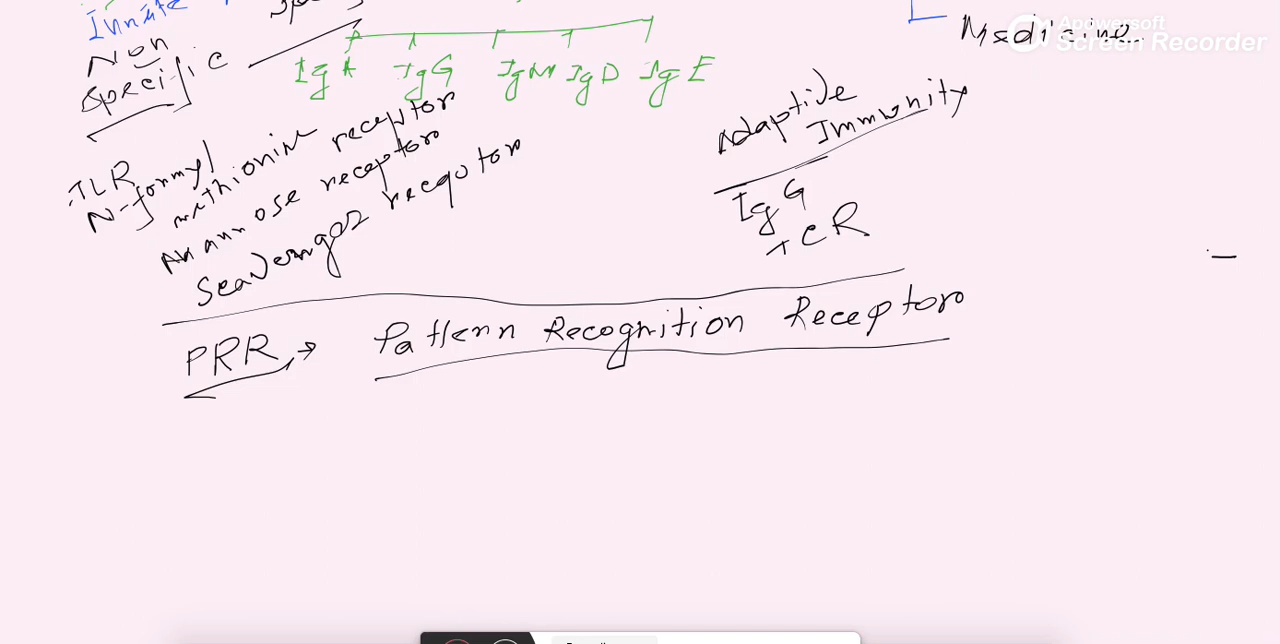 Innate
Non
specific
IgA IgG IgM IgD IgE
Medicine
Apowersoft
Screen Recorder
TLR
N-formyl
methionine receptor
Mannose receptor
Scavenger receptor
Adaptive
Immunity
IgG
TCR
PRR → Pattern Recognition Receptor